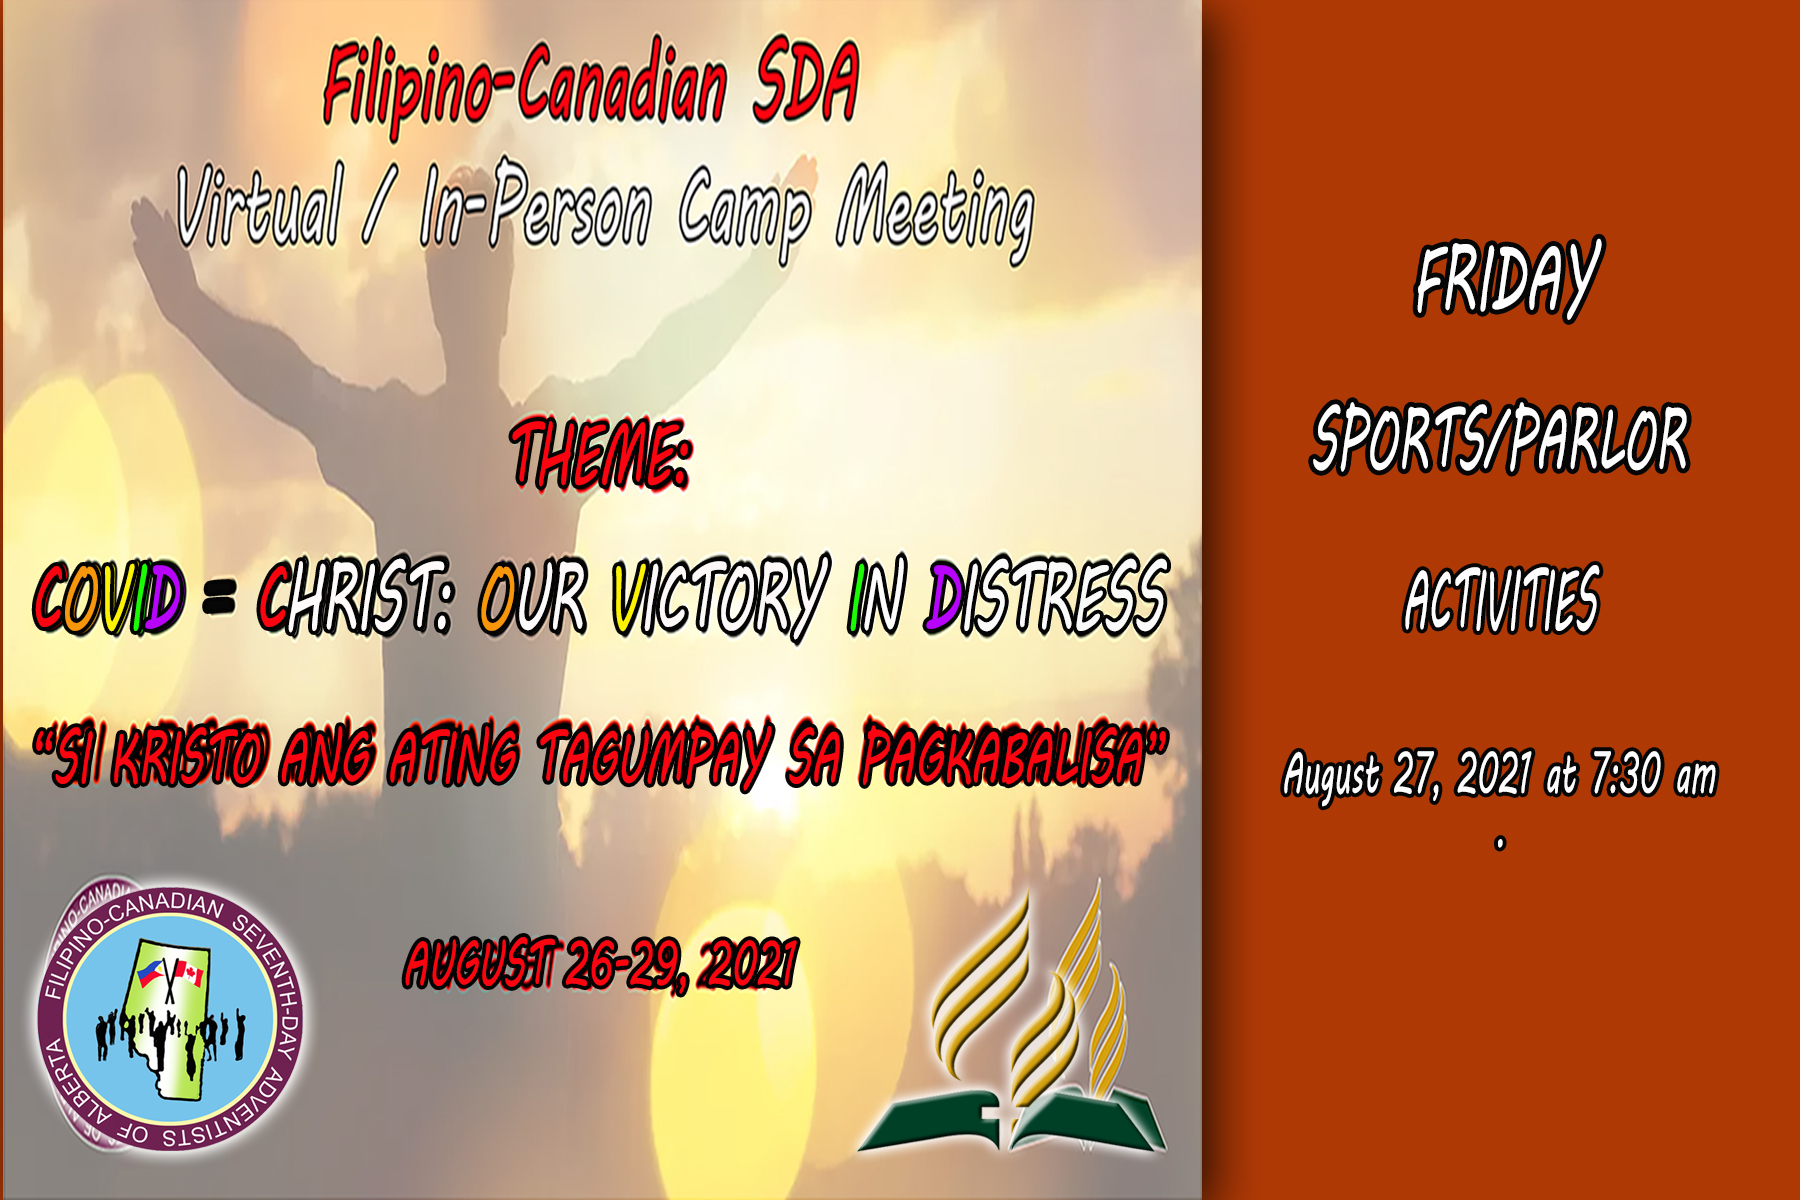 Filipino-Canadian SDA
Virtual / In-Person Camp Meeting
THEME:
COVID = CHRIST: OUR VICTORY IN DISTRESS
“SI KRISTO ANG ATING TAGUMPAY SA PAGKABALISA”
AUGUST 26-29, 2021
FILIPINO-CANADIAN SEVENTH-DAY ADVENTISTS OF ALBERTA
FRIDAY
SPORTS/PARLOR
ACTIVITIES
August 27, 2021 at 7:30 am
.